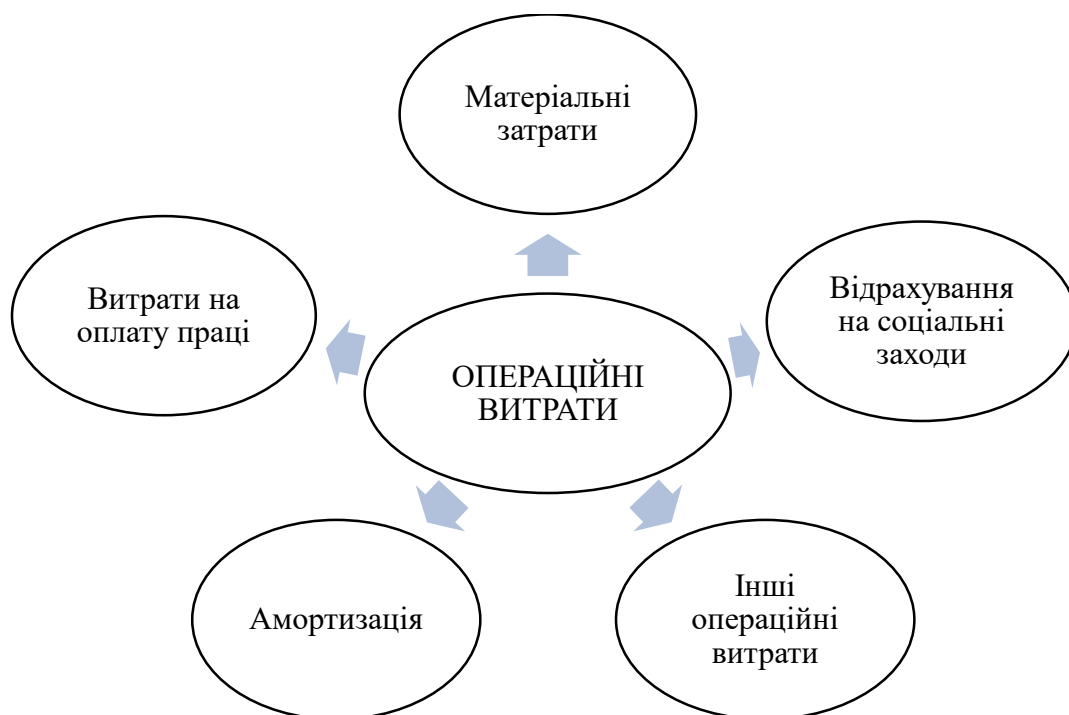 Матеріальні
затрати
Витрати на
оплату праці
Відрахування
на соціальні
заходи
ОПЕРАЦІЙНІ
ВИТРАТИ
Амортизація
Інші
операційні
витрати